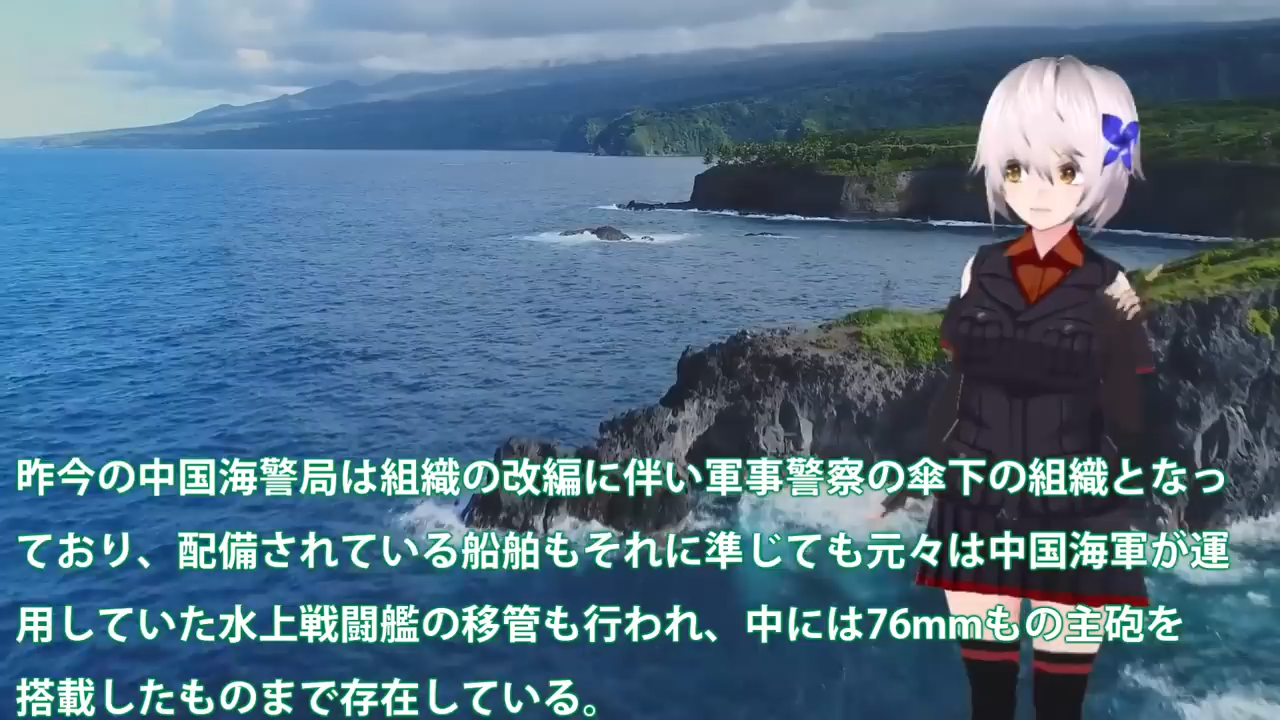 昨今の中国海警局は組織の改編に伴い軍事警察の傘下の組織となっ
ており、配備されている船舶もそれに準じても元々は中国海軍が運
用していた水上戦闘艦の移管も行われ、中には76mmもの主砲を
搭載したものまで存在している。